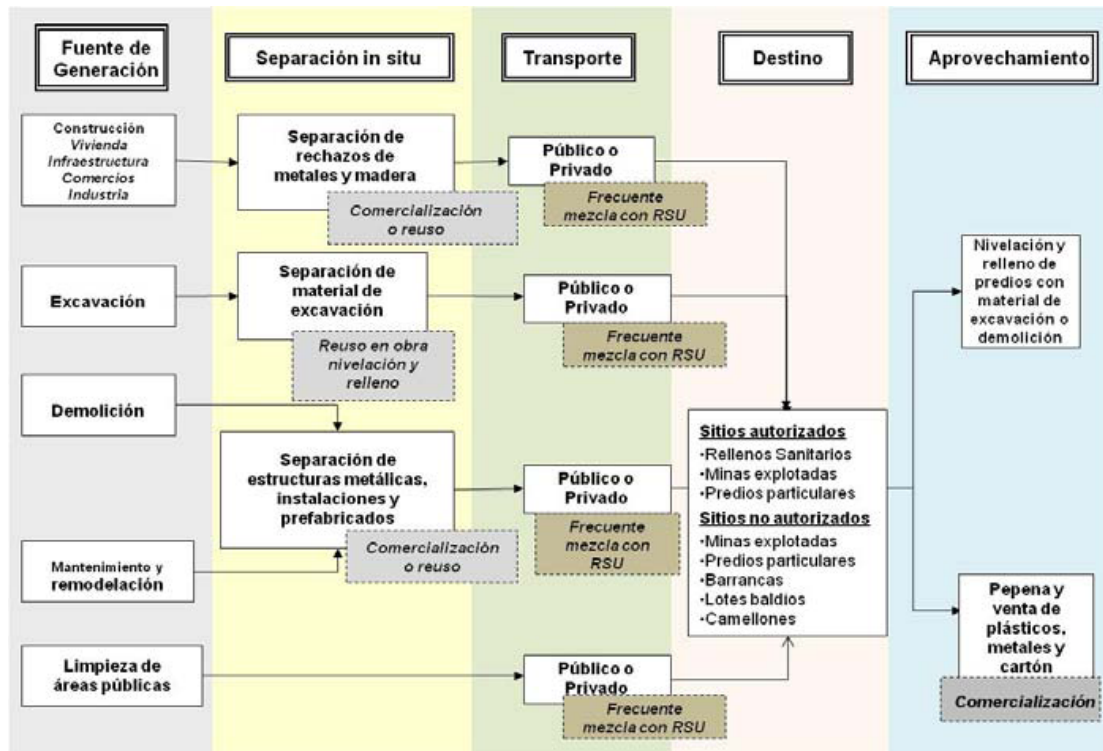 Fuente de
Generación
Separación in situ
Transporte
Destino
Aprovechamiento
Construcción
Vivienda
Infraestructura
Comercios
Industria
Separación de
rechazos de
metales y madera
Comercialización
o reuso
Público o
Privado
Frecuente
mezcla con RSU
Excavación
Separación de
material de
excavación
Reuso en obra
nivelación y
relleno
Público o
Privado
Frecuente
mezcla con RSU
Demolición
Separación de
estructuras metálicas,
instalaciones y
prefabricados
Comercialización
o reuso
Público o
Privado
Frecuente
mezcla con
RSU
Mantenimiento y
remodelación
Limpieza de
áreas públicas
Público o
Privado
Frecuente
mezcla con RSU
Sitios autorizados
•Rellenos Sanitarios
•Minas explotadas
•Predios particulares
Sitios no autorizados
•Minas explotadas
•Predios particulares
•Barrancas
•Lotes baldíos
•Camellones
Nivelación y
relleno de
predios con
material de
excavación o
demolición
Pepena y
venta de
plásticos,
metales y
cartón
Comercialización